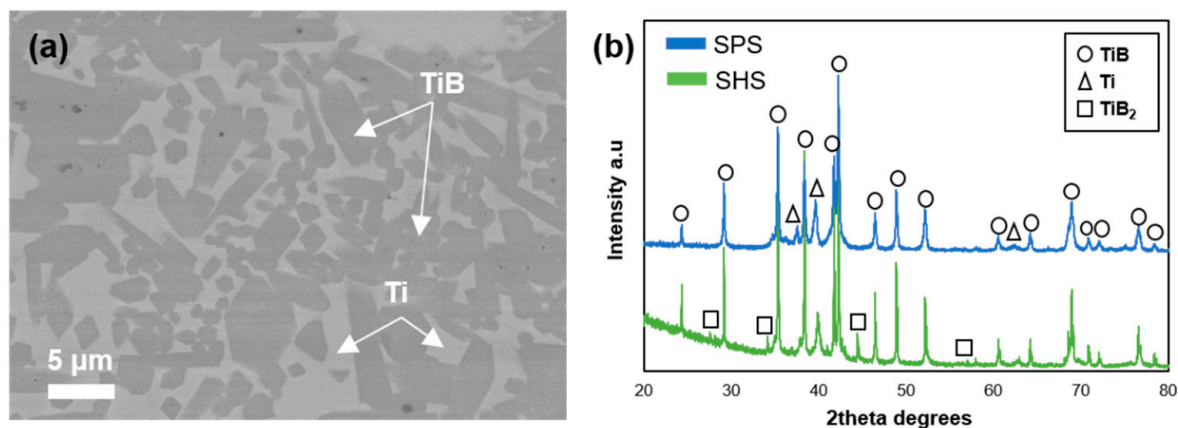 (a)
TiB
Ti
5 µm
(b)
SPS
SHS
TiB
Ti
TiB2
Intensity a.u
20 30 40 50 60 70 80
2theta degrees